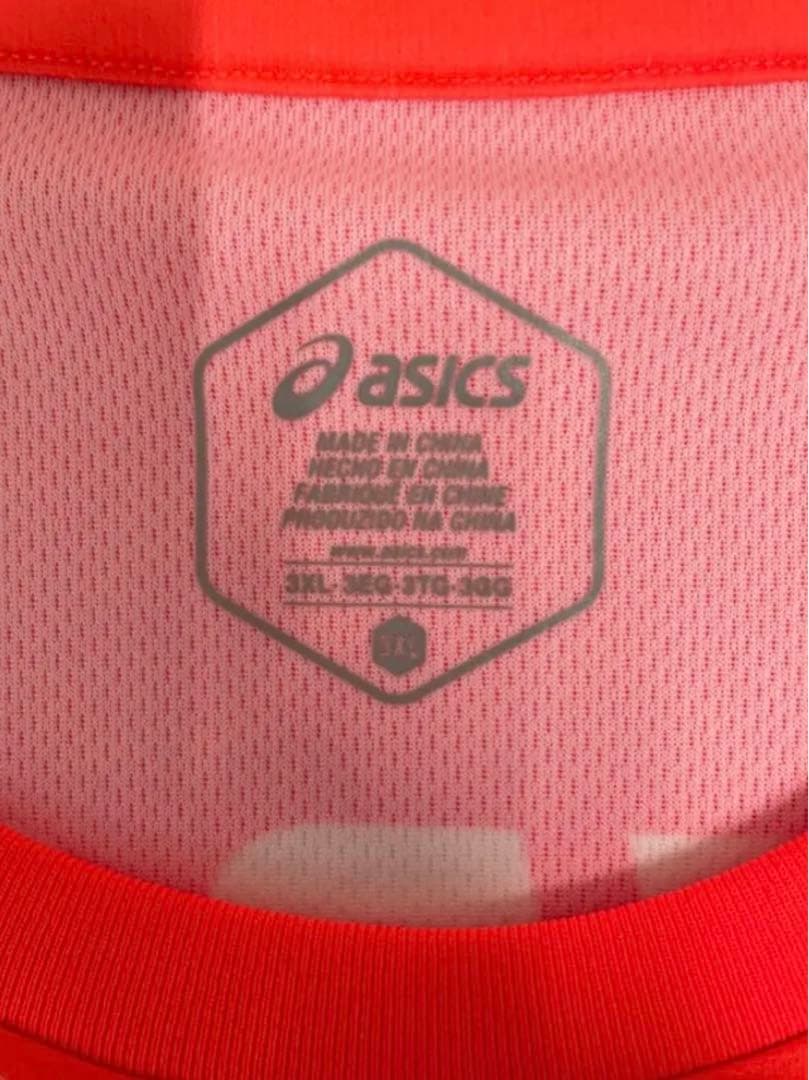 asics
MADE IN CHINA
HECHO EN CHINA
FABRIQUÉ EN CHINE
PRODUZIDO NA CHINA
www.asics.com
3XL-3EG-3TG-3GG
3XL